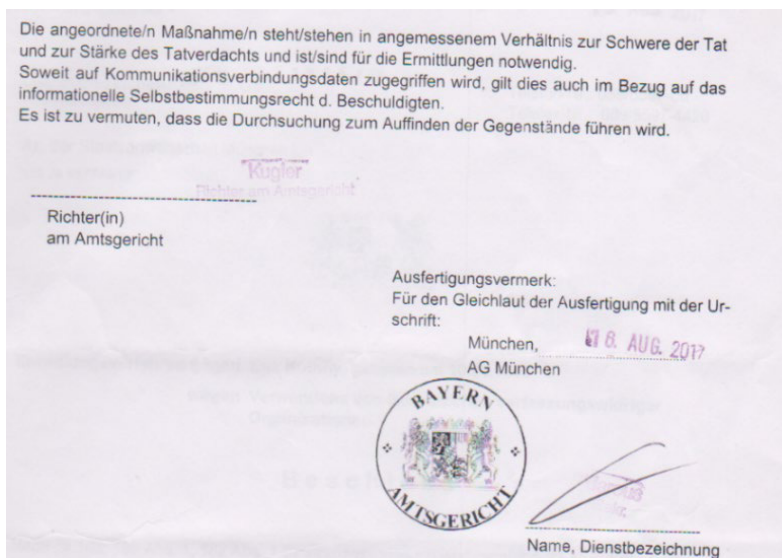 Die angeordnete/n Maßnahme/n steht/stehen in angemessenem Verhältnis zur Schwere der Tat
und zur Stärke des Tatverdachts und ist/sind für die Ermittlungen notwendig.
Soweit auf Kommunikationsverbindungsdaten zugegriffen wird, gilt dies auch im Bezug auf das
informationelle Selbstbestimmungsrecht d. Beschuldigten.
Es ist zu vermuten, dass die Durchsuchung zum Auffinden der Gegenstände führen wird.
Kugler
Richter am Amtsgericht
Richter(in)
am Amtsgericht
Ausfertigungsvermerk:
Für den Gleichlaut der Ausfertigung mit der Ur-
schrift:
München, 8. AUG. 2017
AG München
BAYERN
AMTSGERICHT
Name, Dienstbezeichnung